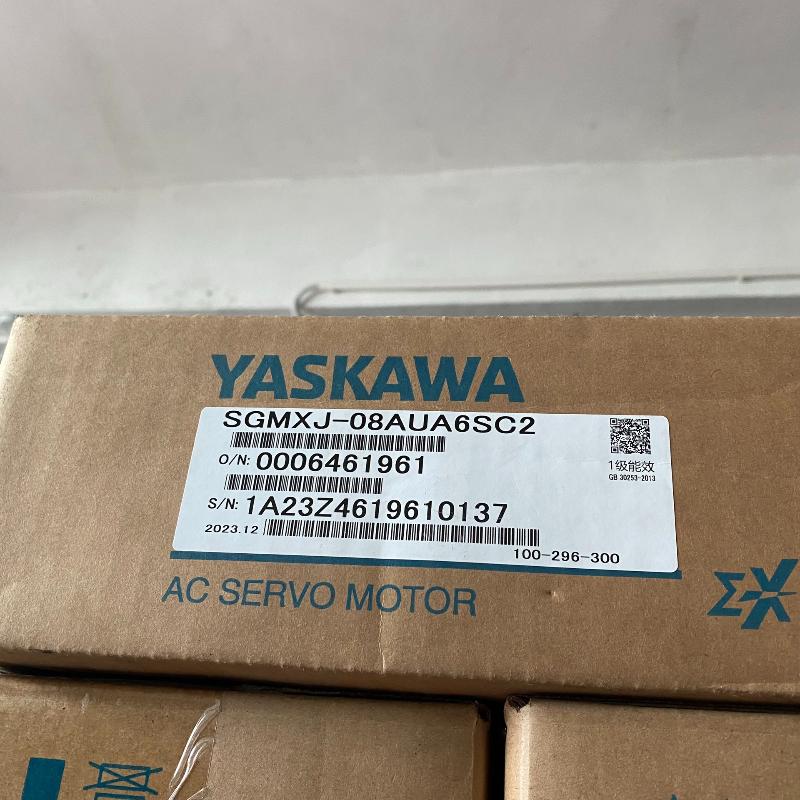 YASKAWA
SGMXJ-08AUA6SC2
O/N: 0006461961
1级能效
GB 30253-2013
S/N: 1A23Z4619610137
2023.12
100-296-300
AC SERVO MOTOR
Σ-X